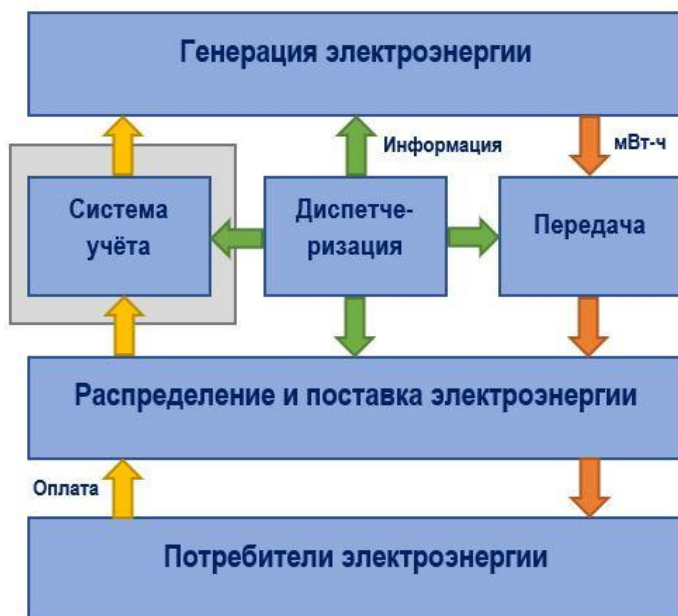 Генерация электроэнергии
Информация
мВт-ч
Система
учёта
Диспетче-
ризация
Передача
Распределение и поставка электроэнергии
Оплата
Потребители электроэнергии